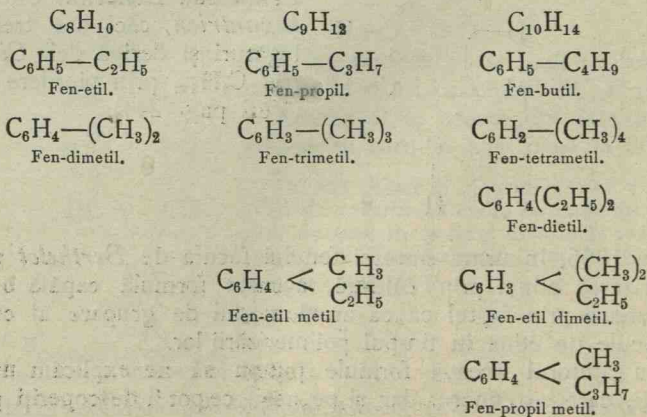 C₈H₁₀ C₉H₁₂ C₁₀H₁₄
C₆H₅—C₂H₅ C₆H₅—C₃H₇ C₆H₅—C₄H₉
Fen-etil. Fen-propil. Fen-butil.
C₆H₄—(CH₃)₂ C₆H₃—(CH₃)₃ C₆H₂—(CH₃)₄
Fen-dimetil. Fen-trimetil. Fen-tetrametil.
C₆H₄(C₂H₅)₂
Fen-dietil.
C₆H₄ < C H₃ C₂H₅ C₆H₃ < (CH₃)₂ C₂H₅
Fen-etil metil Fen-etil dimetil.
C₆H₄ < CH₃ C₃H₇
Fen-propil metil.